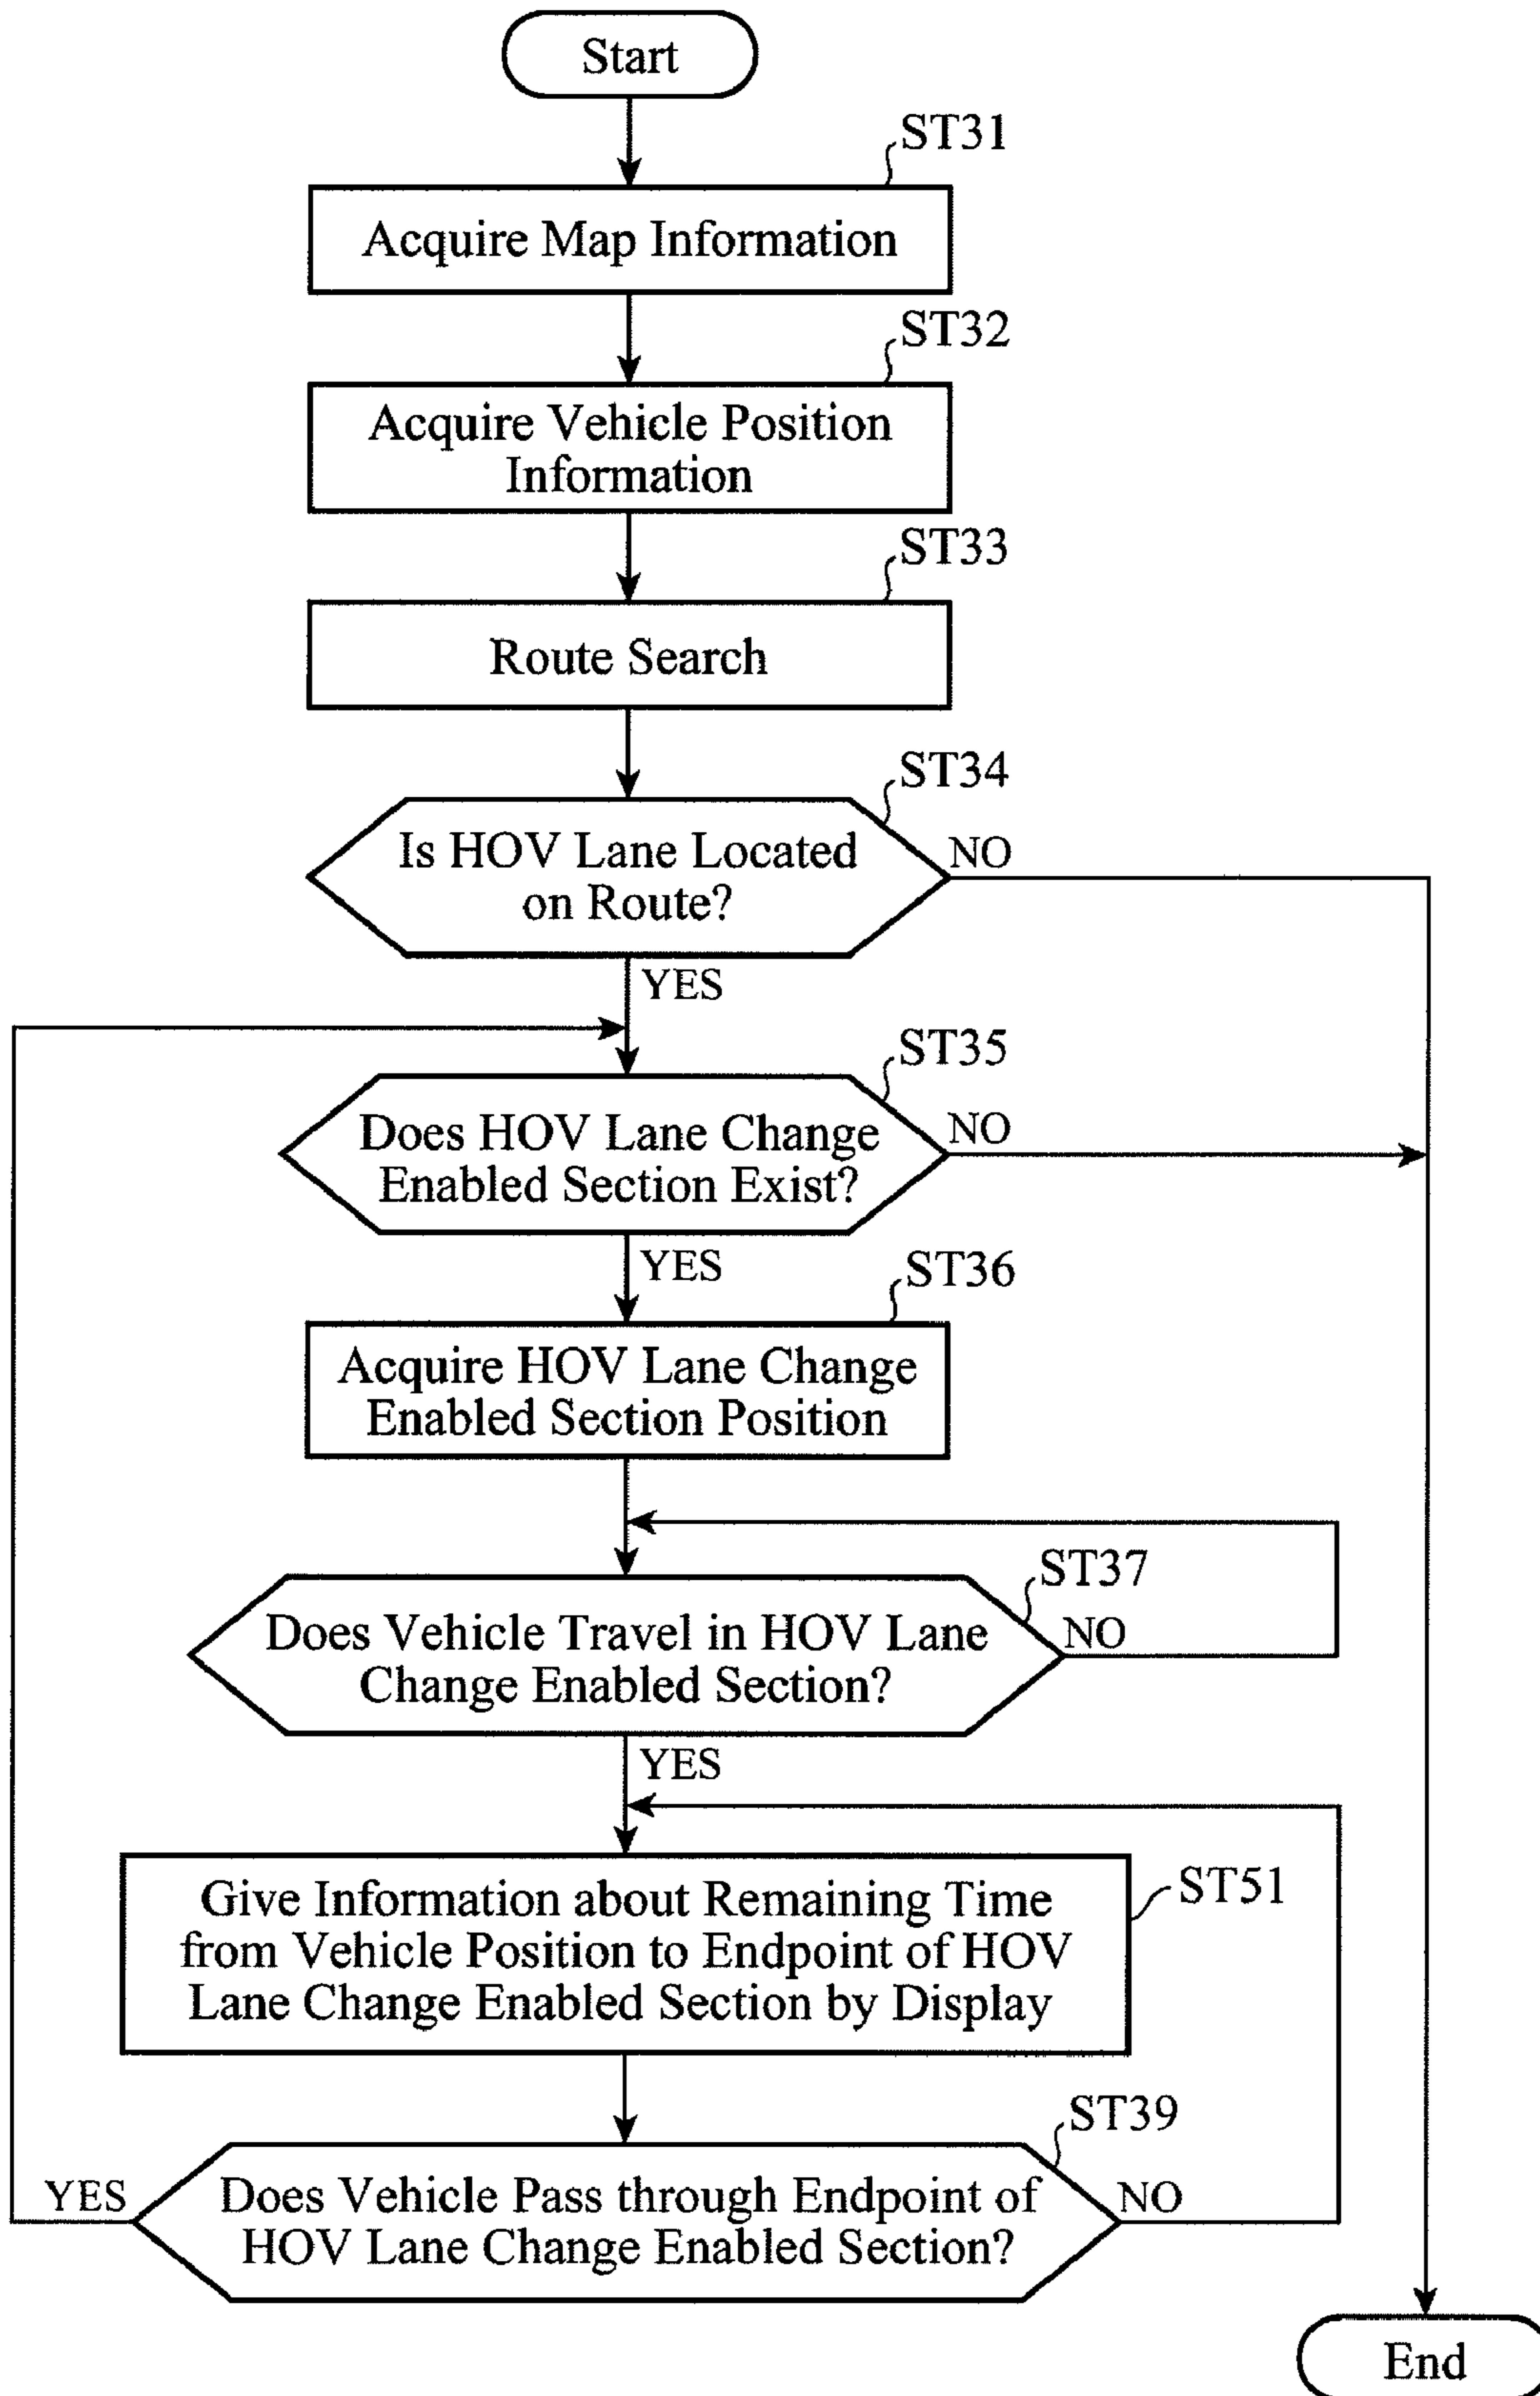 Start
ST31
Acquire Map Information
ST32
Acquire Vehicle Position
Information
ST33
Route Search
ST34
Is HOV Lane Located
on Route?
NO
YES
ST35
Does HOV Lane Change
Enabled Section Exist?
NO
YES
ST36
Acquire HOV Lane Change
Enabled Section Position
ST37
Does Vehicle Travel in HOV Lane
Change Enabled Section?
NO
YES
ST51
Give Information about Remaining Time
from Vehicle Position to Endpoint of HOV
Lane Change Enabled Section by Display
ST39
YES
Does Vehicle Pass through Endpoint of
HOV Lane Change Enabled Section?
NO
End